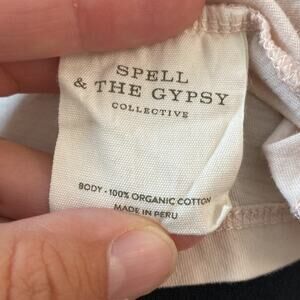 SPELL
& THE GYPSY
COLLECTIVE
BODY - 100% ORGANIC COTTON
MADE IN PERU